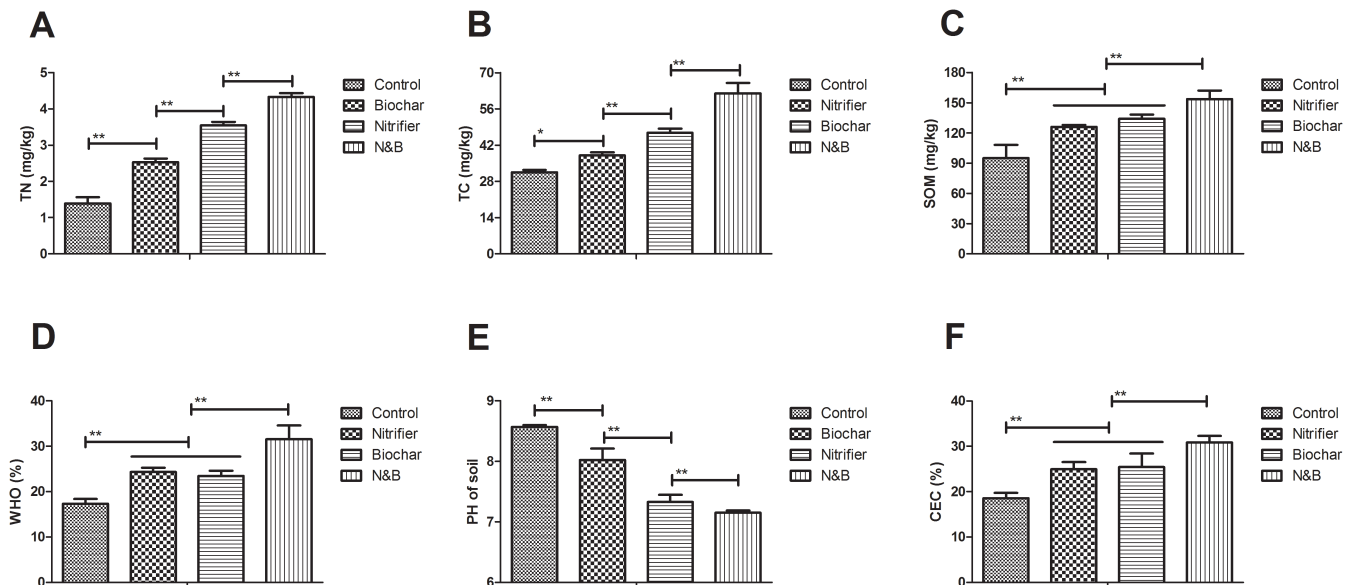 A
TN (mg/kg)
5
4
3
2
1
0
**
**
**
Control
Biochar
Nitrifier
N&B
B
TC (mg/kg)
70
56
42
28
14
0
*
**
**
Control
Nitrifier
Biochar
N&B
C
SOM (mg/kg)
180
150
120
90
60
30
0
**
**
Control
Nitrifier
Biochar
N&B
D
WHO (%)
40
30
20
10
0
**
**
Control
Nitrifier
Biochar
N&B
E
PH of soil
9
8
7
6
**
**
**
Control
Biochar
Nitrifier
N&B
F
CEC (%)
40
30
20
10
0
**
**
Control
Nitrifier
Biochar
N&B